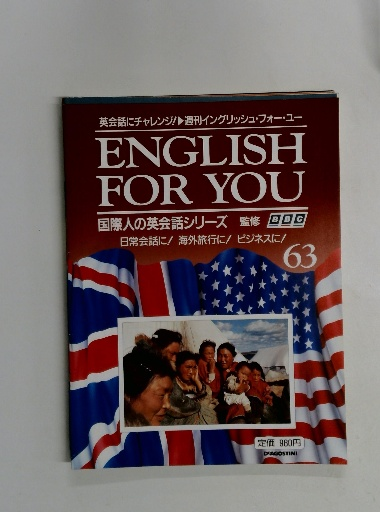 英会話にチャレンジ!▶週刊イングリッシュ・フォー・ユー
ENGLISH
FOR YOU
国際人の英会話シリーズ 監修 BBC
日常会話に! 海外旅行に! ビジネスに!
63
定価 980円
DEAGOSTINI